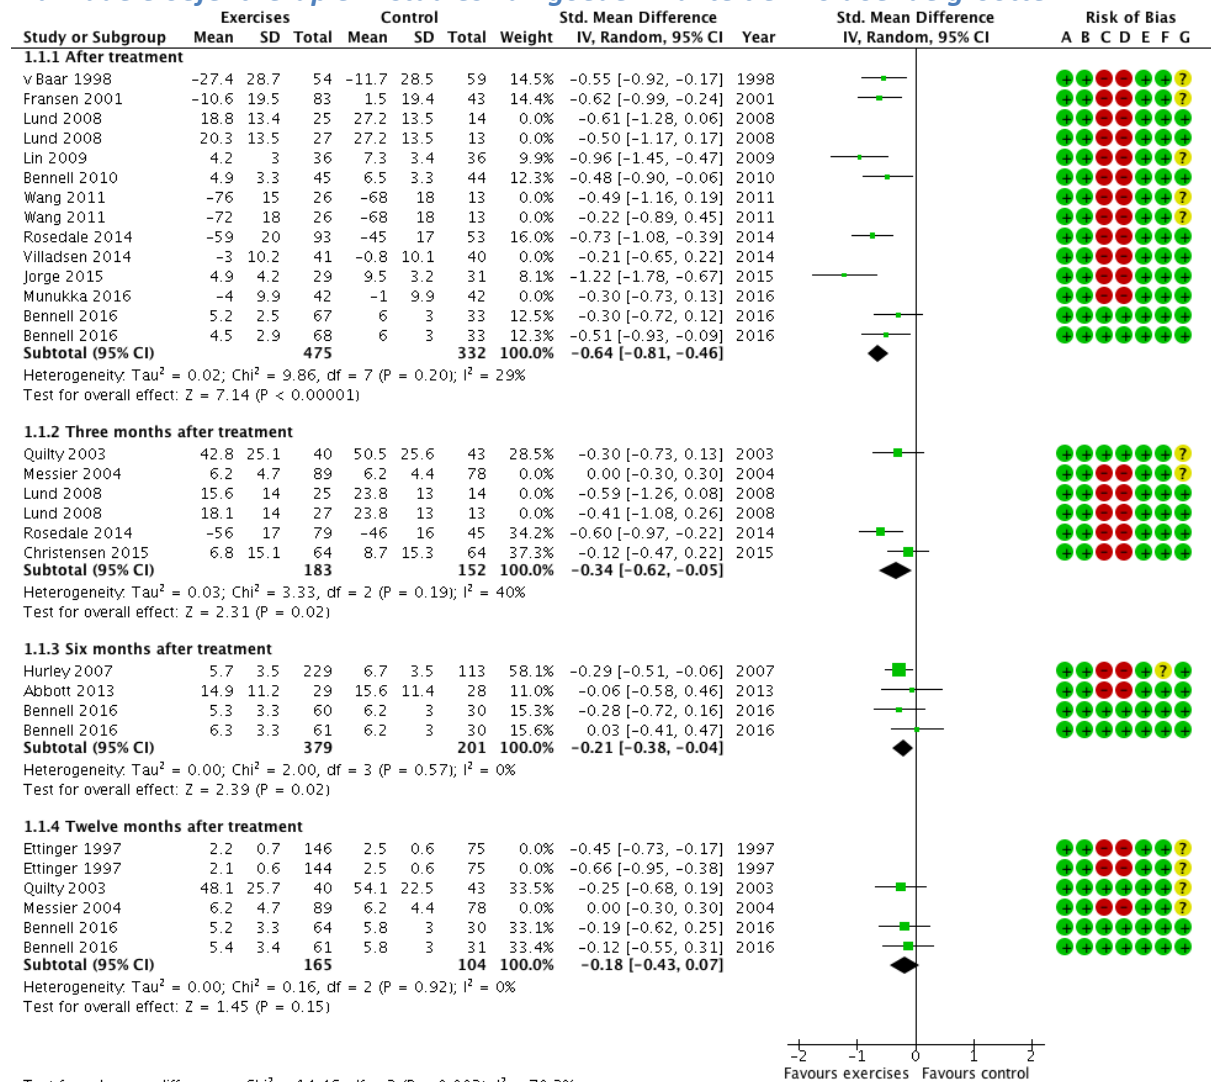 Exercises Control Std. Mean Difference Std. Mean Difference Risk of Bias
Study or Subgroup Mean SD Total Mean SD Total Weight IV, Random, 95% CI Year IV, Random, 95% CI A B C D E F G
1.1.1 After treatment
v Baar 1998 -27.4 28.7 54 -11.7 28.5 59 14.5% -0.55 [-0.92, -0.17] 1998 + + - - + + ?
Fransen 2001 -10.6 19.5 83 1.5 19.4 43 14.4% -0.62 [-0.99, -0.24] 2001 + + - - + + ?
Lund 2008 18.8 13.4 25 27.2 13.5 14 0.0% -0.61 [-1.28, 0.06] 2008 + + - - + + +
Lund 2008 20.3 13.5 27 27.2 13.5 13 0.0% -0.50 [-1.17, 0.17] 2008 + + - - + + +
Lin 2009 4.2 3 36 7.3 3.4 36 9.9% -0.96 [-1.45, -0.47] 2009 + + - - + + ?
Bennell 2010 4.9 3.3 45 6.5 3.3 44 12.3% -0.48 [-0.90, -0.06] 2010 + + - - + + +
Wang 2011 -76 15 26 -68 18 13 0.0% -0.49 [-1.16, 0.19] 2011 + + - - + + ?
Wang 2011 -72 18 26 -68 18 13 0.0% -0.22 [-0.89, 0.45] 2011 + + - - + + ?
Rosedale 2014 -59 20 93 -45 17 53 16.0% -0.73 [-1.08, -0.39] 2014 + + - - + + +
Villadsen 2014 -3 10.2 41 -0.8 10.1 40 0.0% -0.21 [-0.65, 0.22] 2014 + + - - + + +
Jorge 2015 4.9 4.2 29 9.5 3.2 31 8.1% -1.22 [-1.78, -0.67] 2015 + + - - + + +
Munukka 2016 -4 9.9 42 -1 9.9 42 0.0% -0.30 [-0.73, 0.13] 2016 + + - - + + +
Bennell 2016 5.2 2.5 67 6 3 33 12.5% -0.30 [-0.72, 0.12] 2016 + + + + + + +
Bennell 2016 4.5 2.9 68 6 3 33 12.3% -0.51 [-0.93, -0.09] 2016 + + + + + + +
Subtotal (95% CI) 475 332 100.0% -0.64 [-0.81, -0.46]
Heterogeneity: Tau² = 0.02; Chi² = 9.86, df = 7 (P = 0.20); I² = 29%
Test for overall effect: Z = 7.14 (P < 0.00001)
1.1.2 Three months after treatment
Quilty 2003 42.8 25.1 40 50.5 25.6 43 28.5% -0.30 [-0.73, 0.13] 2003 + + + + + + ?
Messier 2004 6.2 4.7 89 6.2 4.4 78 0.0% 0.00 [-0.30, 0.30] 2004 + + - - + + ?
Lund 2008 15.6 14 25 23.8 13 14 0.0% -0.59 [-1.26, 0.08] 2008 + + - - + + +
Lund 2008 18.1 14 27 23.8 13 13 0.0% -0.41 [-1.08, 0.26] 2008 + + - - + + +
Rosedale 2014 -56 17 79 -46 16 45 34.2% -0.60 [-0.97, -0.22] 2014 + + - - + + +
Christensen 2015 6.8 15.1 64 8.7 15.3 64 37.3% -0.12 [-0.47, 0.22] 2015 + + - - + + +
Subtotal (95% CI) 183 152 100.0% -0.34 [-0.62, -0.05]
Heterogeneity: Tau² = 0.03; Chi² = 3.33, df = 2 (P = 0.19); I² = 40%
Test for overall effect: Z = 2.31 (P = 0.02)
1.1.3 Six months after treatment
Hurley 2007 5.7 3.5 229 6.7 3.5 113 58.1% -0.29 [-0.51, -0.06] 2007 + + - - + ? +
Abbott 2013 14.9 11.2 29 15.6 11.4 28 11.0% -0.06 [-0.58, 0.46] 2013 + + - - + + +
Bennell 2016 5.3 3.3 60 6.2 3 30 15.3% -0.28 [-0.72, 0.16] 2016 + + + + + + +
Bennell 2016 6.3 3.3 61 6.2 3 30 15.6% 0.03 [-0.41, 0.47] 2016 + + + + + + +
Subtotal (95% CI) 379 201 100.0% -0.21 [-0.38, -0.04]
Heterogeneity: Tau² = 0.00; Chi² = 2.00, df = 3 (P = 0.57); I² = 0%
Test for overall effect: Z = 2.39 (P = 0.02)
1.1.4 Twelve months after treatment
Ettinger 1997 2.2 0.7 146 2.5 0.6 75 0.0% -0.45 [-0.73, -0.17] 1997 + + - - + + ?
Ettinger 1997 2.1 0.6 144 2.5 0.6 75 0.0% -0.66 [-0.95, -0.38] 1997 + + - - + + ?
Quilty 2003 48.1 25.7 40 54.1 22.5 43 33.5% -0.25 [-0.68, 0.19] 2003 + + + + + + ?
Messier 2004 6.2 4.7 89 6.2 4.4 78 0.0% 0.00 [-0.30, 0.30] 2004 + + - - + + ?
Bennell 2016 5.2 3.3 64 5.8 3 30 33.1% -0.19 [-0.62, 0.25] 2016 + + + + + + +
Bennell 2016 5.4 3.4 61 5.8 3 31 33.4% -0.12 [-0.55, 0.31] 2016 + + + + + + +
Subtotal (95% CI) 165 104 100.0% -0.18 [-0.43, 0.07]
Heterogeneity: Tau² = 0.00; Chi² = 0.16, df = 2 (P = 0.92); I² = 0%
Test for overall effect: Z = 1.45 (P = 0.15)
-2 -1 0 1 2
Favours exercises Favours control